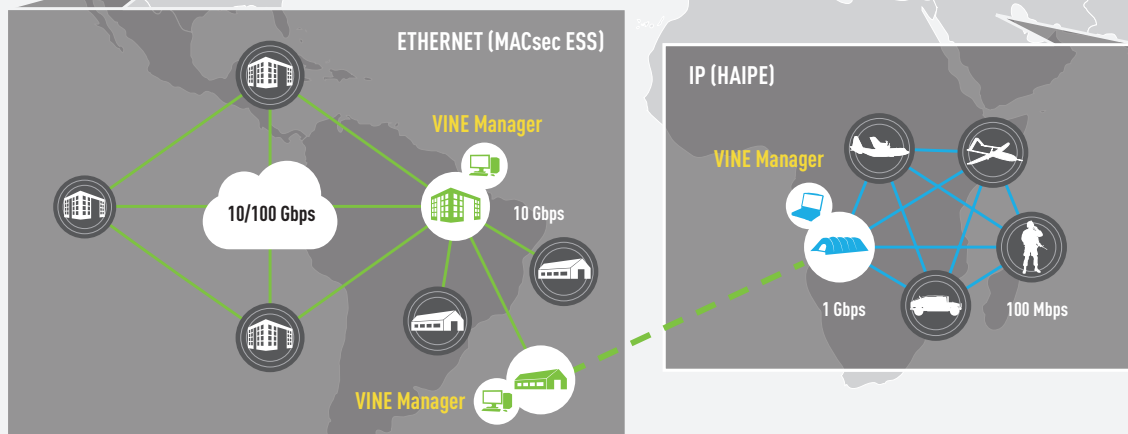 ETHERNET (MACsec ESS)
VINE Manager
10/100 Gbps
10 Gbps
VINE Manager
IP (HAIPE)
VINE Manager
1 Gbps
100 Mbps